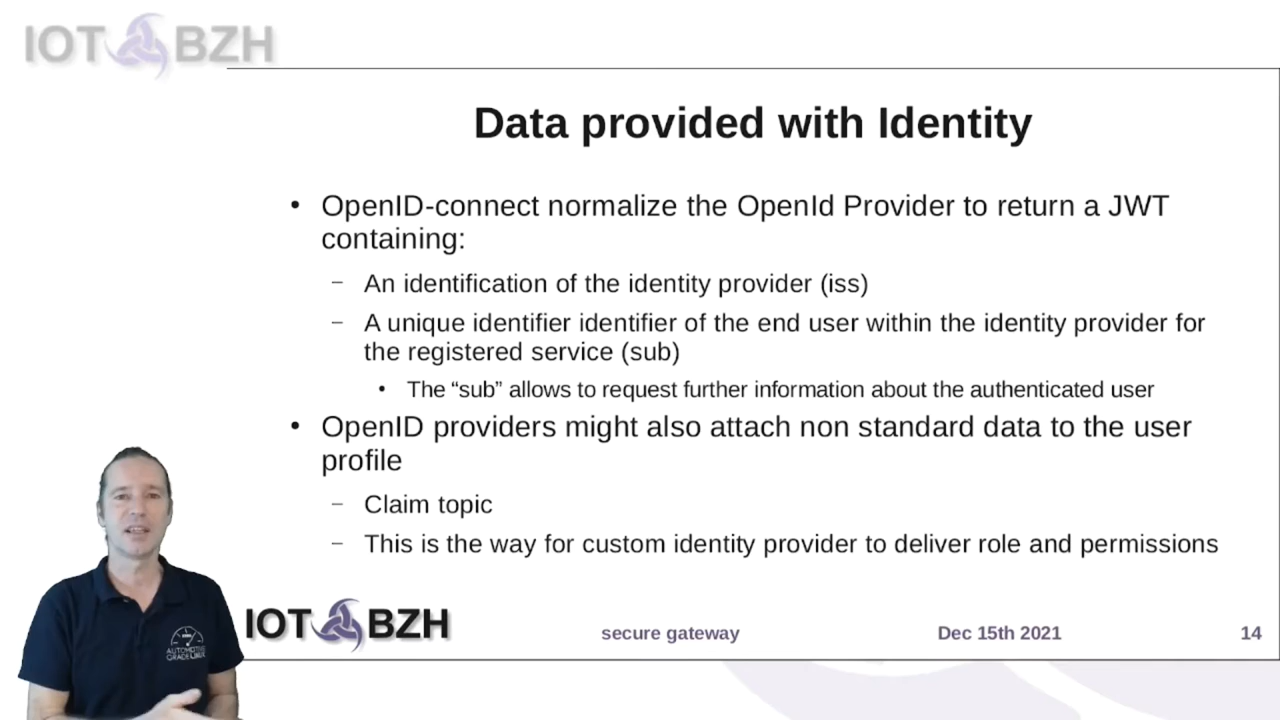 IOT BZH
Data provided with Identity
• OpenID-connect normalize the OpenId Provider to return a JWT
containing:
– An identification of the identity provider (iss)
– A unique identifier identifier of the end user within the identity provider for
the registered service (sub)
• The “sub” allows to request further information about the authenticated user
• OpenID providers might also attach non standard data to the user
profile
– Claim topic
– This is the way for custom identity provider to deliver role and permissions
AUTOMOTIVE
GRADE LINUX
IOT BZH
secure gateway
Dec 15th 2021
14